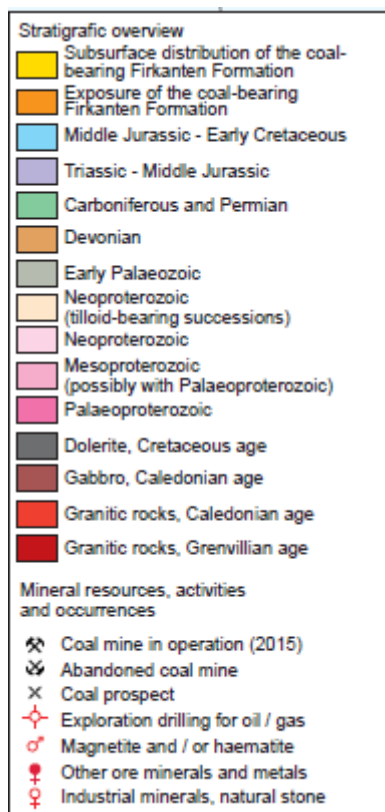 Stratigrafic overview
Subsurface distribution of the coal-
bearing Firkanten Formation
Exposure of the coal-bearing
Firkanten Formation
Middle Jurassic - Early Cretaceous
Triassic - Middle Jurassic
Carboniferous and Permian
Devonian
Early Palaeozoic
Neoproterozoic
(tilloid-bearing successions)
Neoproterozoic
Mesoproterozoic
(possibly with Palaeoproterozoic)
Palaeoproterozoic
Dolerite, Cretaceous age
Gabbro, Caledonian age
Granitic rocks, Caledonian age
Granitic rocks, Grenvillian age
Mineral resources, activities
and occurrences
Coal mine in operation (2015)
Abandoned coal mine
Coal prospect
Exploration drilling for oil / gas
Magnetite and / or haematite
Other ore minerals and metals
Industrial minerals, natural stone